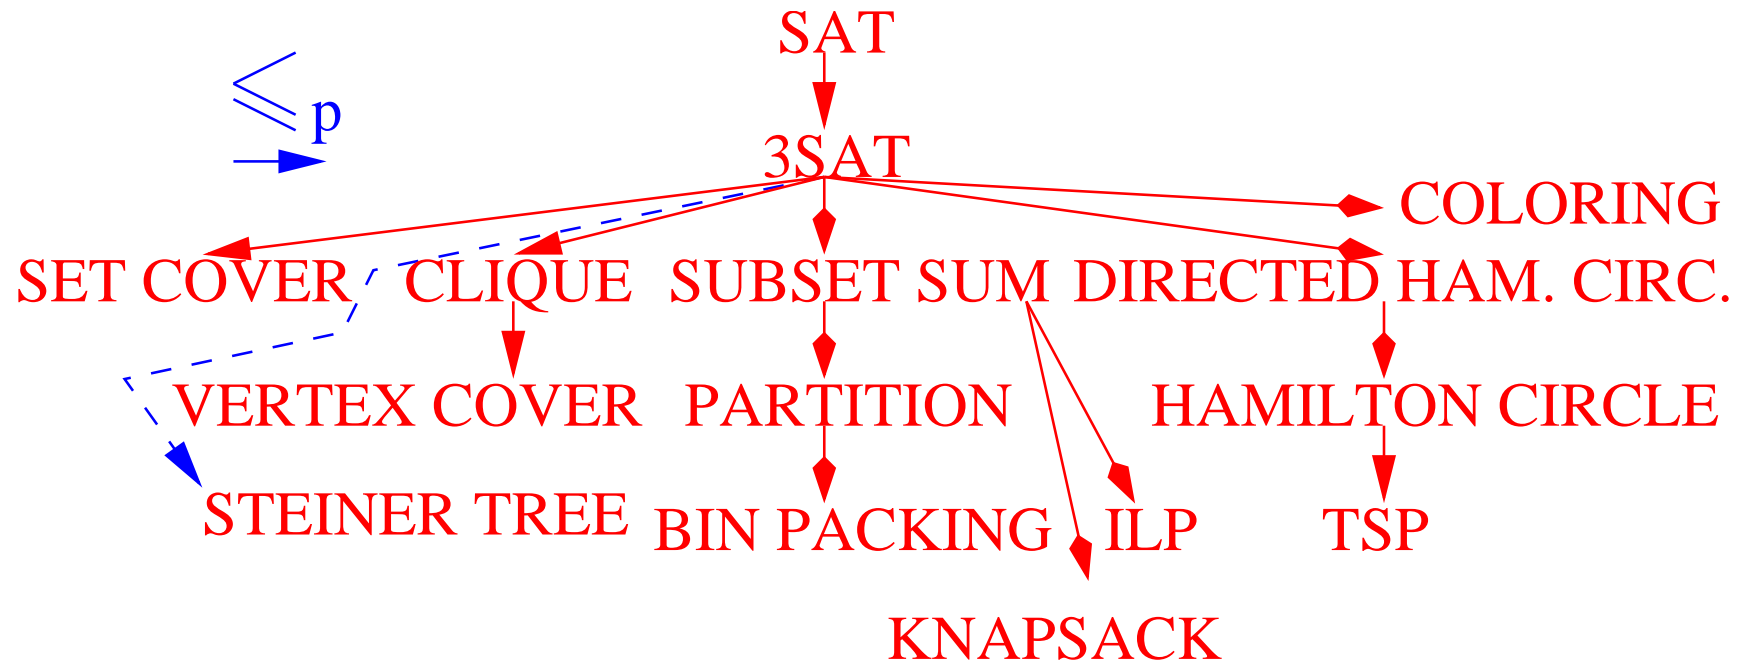 SAT
≤ p
3SAT
COLORING
SET COVER CLIQUE SUBSET SUM DIRECTED HAM. CIRC.
VERTEX COVER PARTITION HAMILTON CIRCLE
STEINER TREE BIN PACKING ILP TSP
KNAPSACK